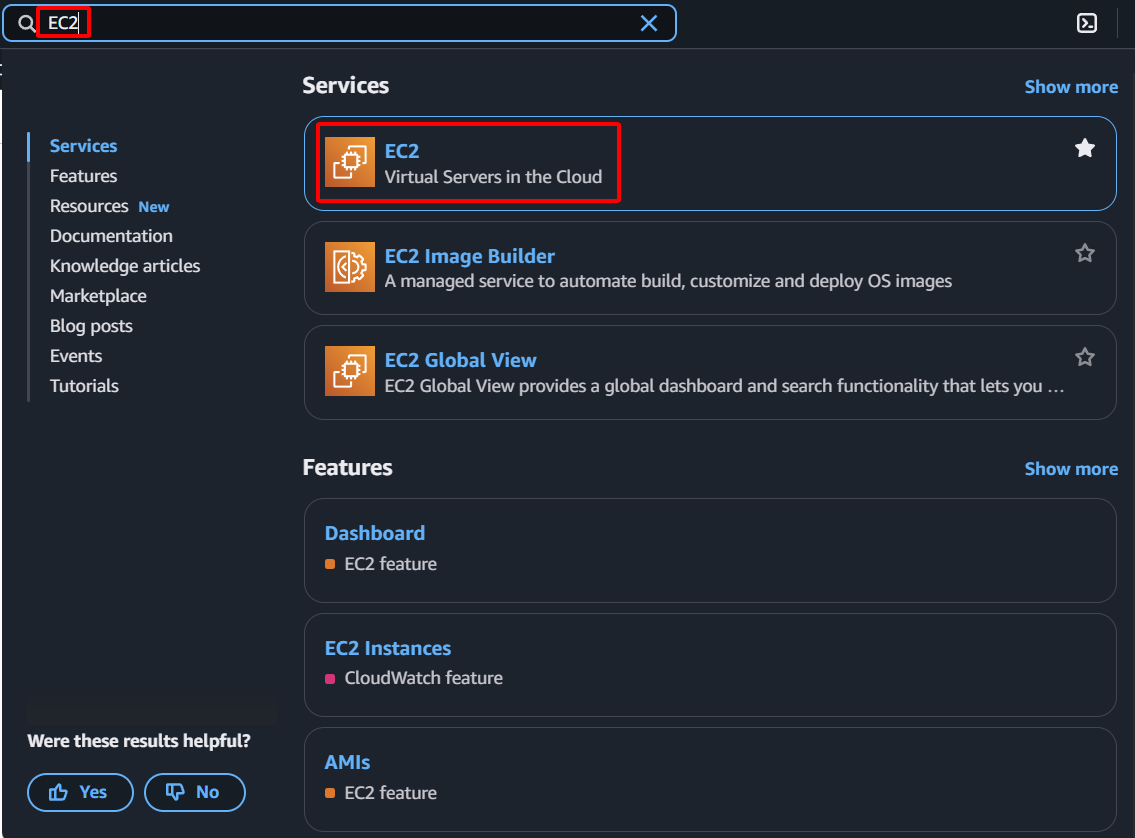 EC2
Services
Features
Resources New
Documentation
Knowledge articles
Marketplace
Blog posts
Events
Tutorials
Were these results helpful?
Yes
No
Services
Show more
EC2
Virtual Servers in the Cloud
EC2 Image Builder
A managed service to automate build, customize and deploy OS images
EC2 Global View
EC2 Global View provides a global dashboard and search functionality that lets you ...
Features
Show more
Dashboard
EC2 feature
EC2 Instances
CloudWatch feature
AMIs
EC2 feature